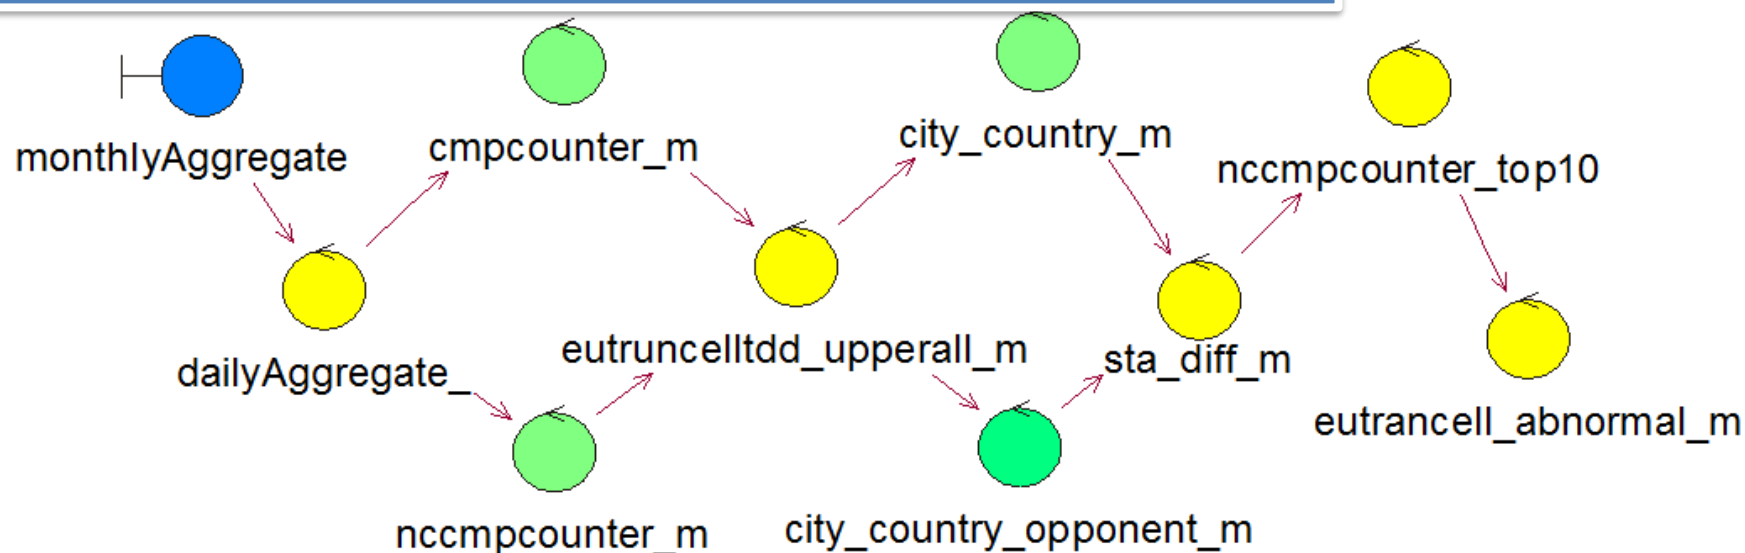 monthlyAggregate
cmpcounter_m
city_country_m
nccmpcounter_top10
dailyAggregate_
eutruncelltdd_upperall_m
sta_diff_m
eutrancell_abnormal_m
nccmpcounter_m
city_country_opponent_m